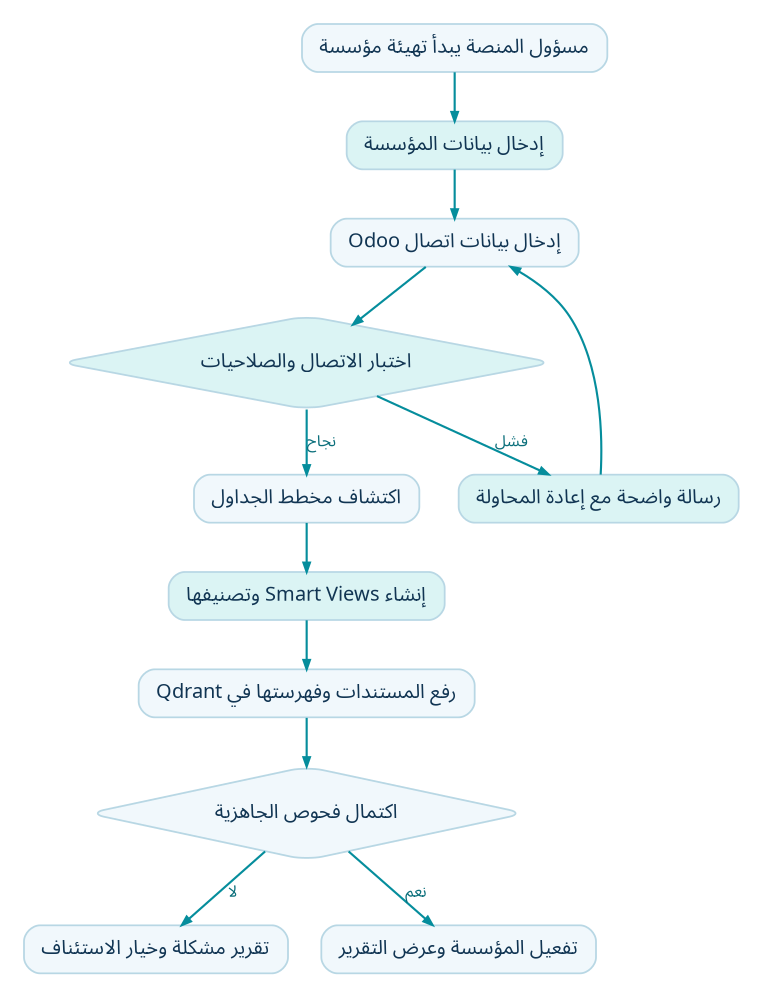 مسؤول المنصة يبدأ تهيئة مؤسسة
إدخال بيانات المؤسسة
إدخال بيانات اتصال Odoo
اختبار الاتصال والصلاحيات
نجاح
فشل
اكتشاف مخطط الجداول
رسالة واضحة مع إعادة المحاولة
إنشاء Smart Views وتصنيفها
رفع المستندات وفهرستها في Qdrant
اكتمال فحوص الجاهزية
نعم
لا
تفعيل المؤسسة وعرض التقرير
تقرير مشكلة وخيار الاستئناف